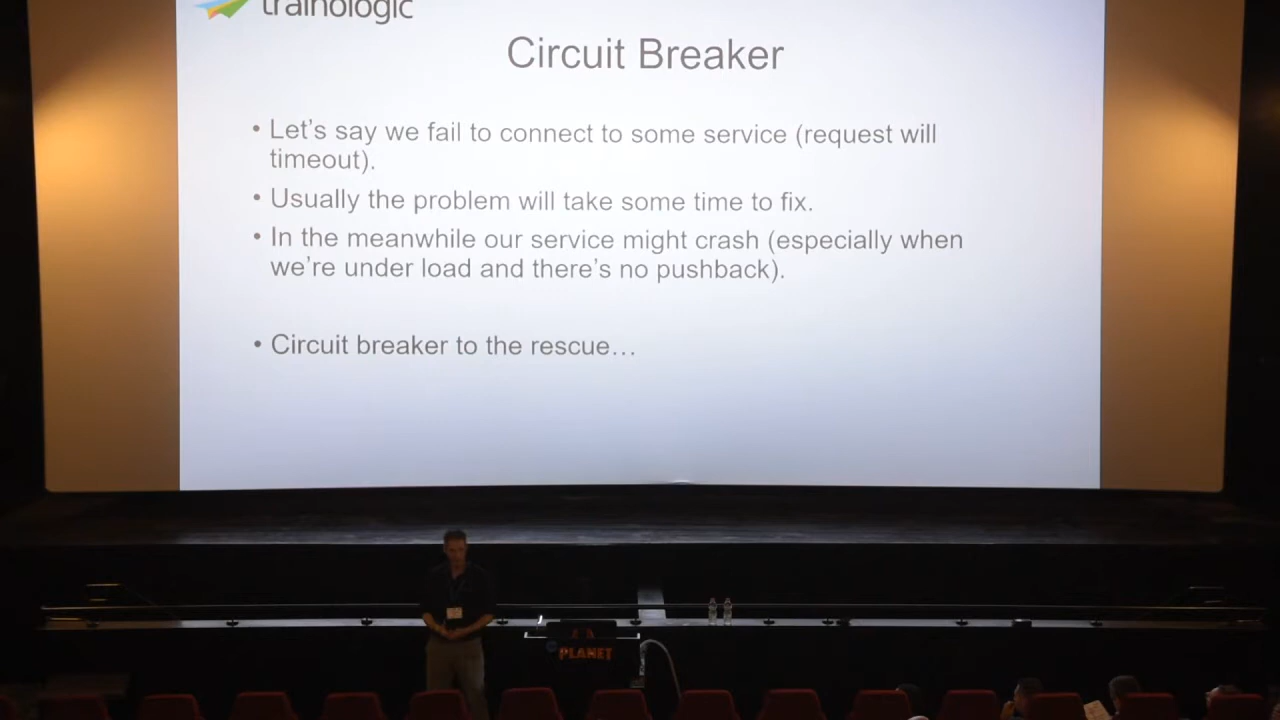 trainologic
Circuit Breaker
• Let's say we fail to connect to some service (request will
timeout).
• Usually the problem will take some time to fix.
• In the meanwhile our service might crash (especially when
we're under load and there's no pushback).
• Circuit breaker to the rescue…
PLANET